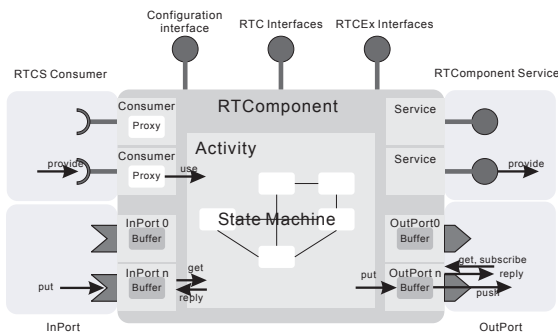 Configuration
interface
RTC Interfaces
RTCEx Interfaces
RTCS Consumer
RTComponent Service
Consumer
Proxy
RTComponent
Service
Activity
provide
Consumer
Proxy
use
Service
provide
InPort 0
Buffer
State Machine
OutPort0
Buffer
put
InPort n
Buffer
get
reply
put
OutPort n
Buffer
get, subscribe
reply
push
InPort
OutPort